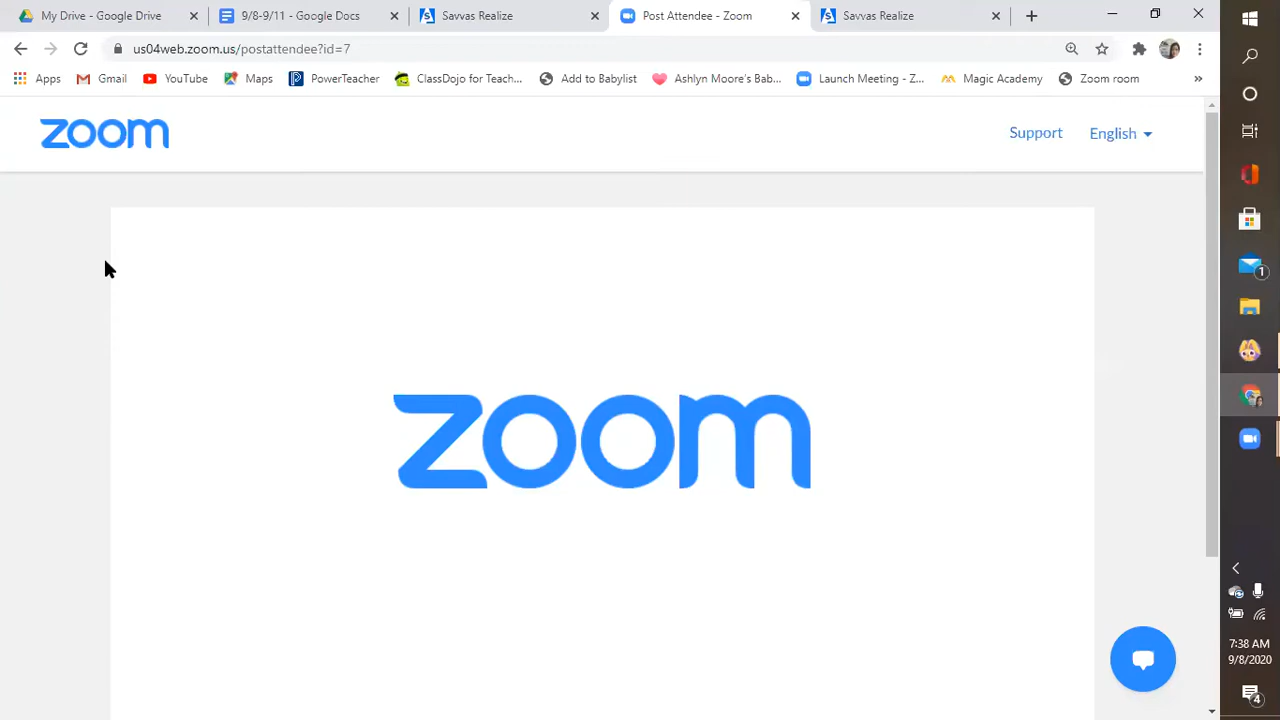 My Drive - Google Drive
9/8-9/11 - Google Docs
Savvas Realize
Post Attendee - Zoom
Savvas Realize
us04web.zoom.us/postattendee?id=7
Apps
Gmail
YouTube
Maps
PowerTeacher
ClassDojo for Teach...
Add to Babylist
Ashlyn Moore's Bab...
Launch Meeting - Z...
Magic Academy
Zoom room
»
zoom
Support
English
zoom
1
7:38 AM
9/8/2020
4